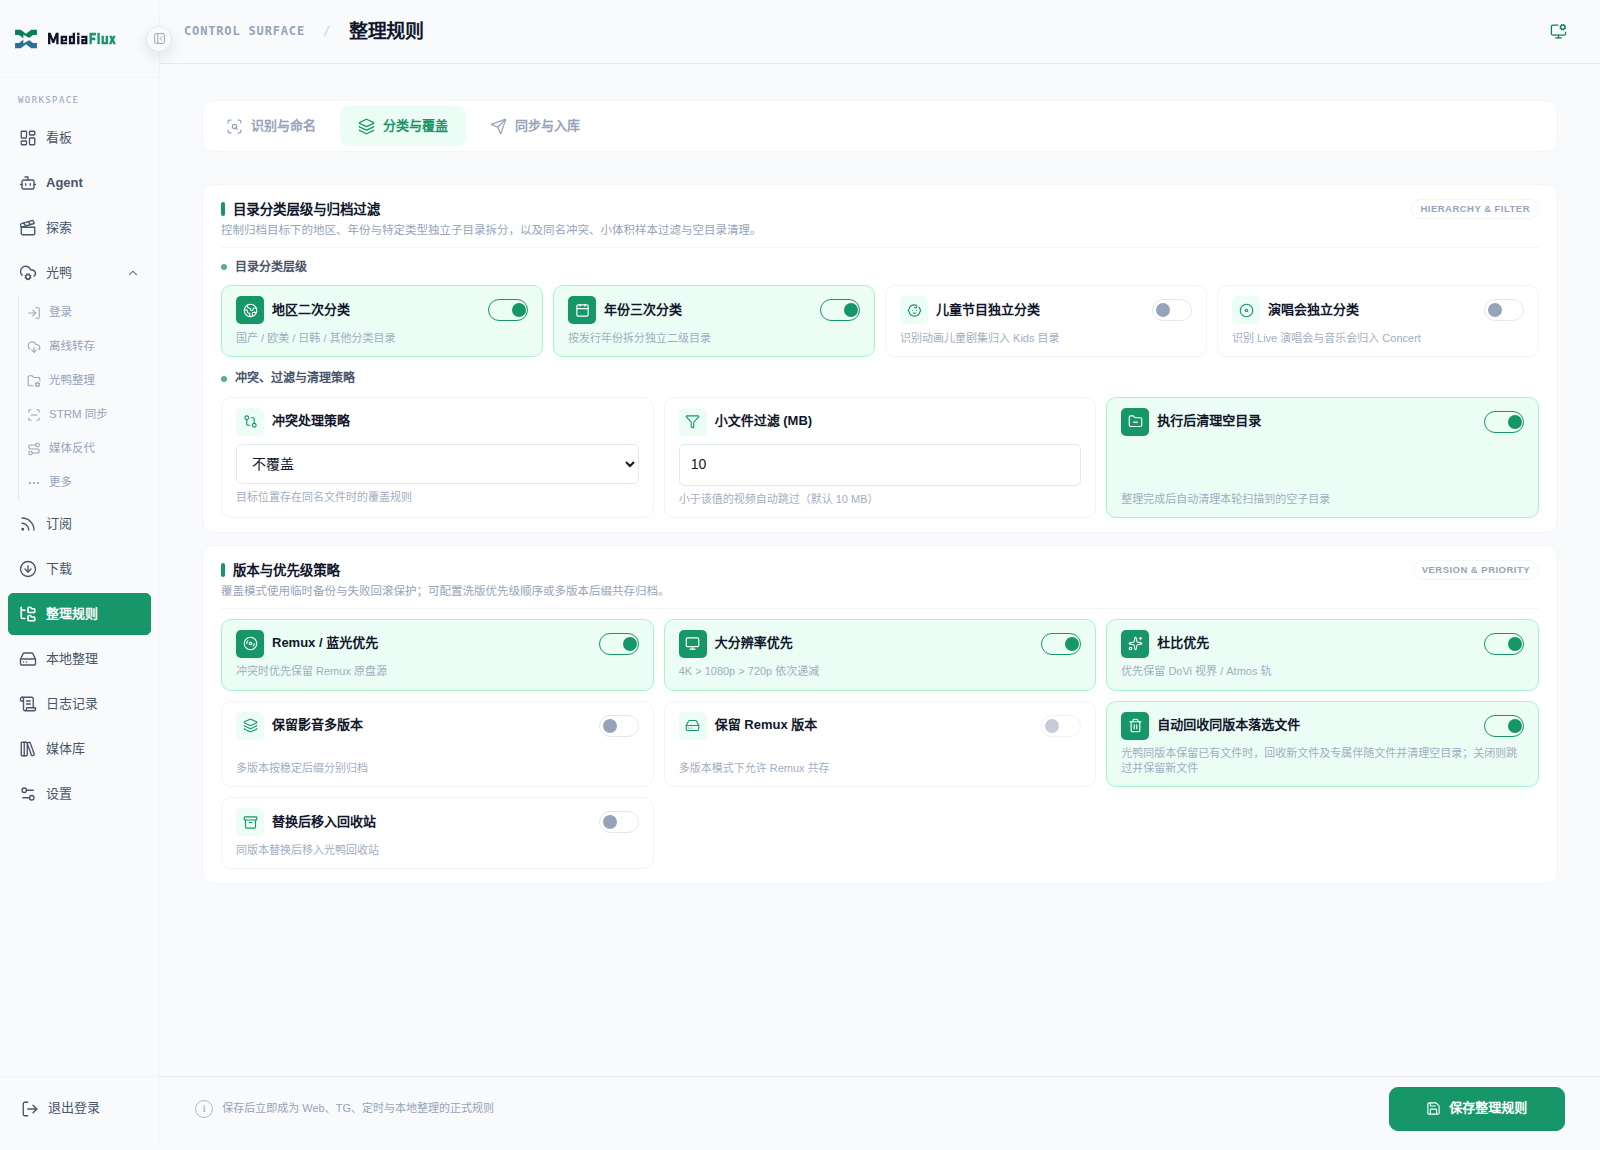 MediaFlux
CONTROL SURFACE / 整理规则
WORKSPACE
看板
Agent
探索
光鸭
登录
离线转存
光鸭整理
STRM 同步
媒体反代
更多
订阅
下载
整理规则
本地整理
日志记录
媒体库
设置
退出登录
识别与命名
分类与覆盖
同步与入库
目录分类层级与归档过滤
HIERARCHY & FILTER
控制归档目标下的地区、年份与特定类型独立子目录拆分，以及同名冲突、小体积样本过滤与空目录清理。
目录分类层级
地区二次分类
国产 / 欧美 / 日韩 / 其他分类目录
年份三次分类
按发行年份拆分独立二级目录
儿童节目独立分类
识别动画儿童剧集归入 Kids 目录
演唱会独立分类
识别 Live 演唱会与音乐会归入 Concert
冲突、过滤与清理策略
冲突处理策略
不覆盖
目标位置存在同名文件时的覆盖规则
小文件过滤 (MB)
10
小于该值的视频自动跳过（默认 10 MB）
执行后清理空目录
整理完成后自动清理本轮扫描到的空子目录
版本与优先级策略
VERSION & PRIORITY
覆盖模式使用临时备份与失败回滚保护；可配置洗版优先级顺序或多版本后缀共存归档。
Remux / 蓝光优先
冲突时优先保留 Remux 原盘源
大分辨率优先
4K > 1080p > 720p 依次递减
杜比优先
优先保留 DoVi 视界 / Atmos 轨
保留影音多版本
多版本按稳定后缀分别归档
保留 Remux 版本
多版本模式下允许 Remux 共存
自动回收同版本落选文件
光鸭同版本保留已有文件时，回收新文件及专属伴随文件并清理空目录；关闭则跳
过并保留新文件
替换后移入回收站
同版本替换后移入光鸭回收站
保存后立即成为 Web、TG、定时与本地整理的正式规则
保存整理规则